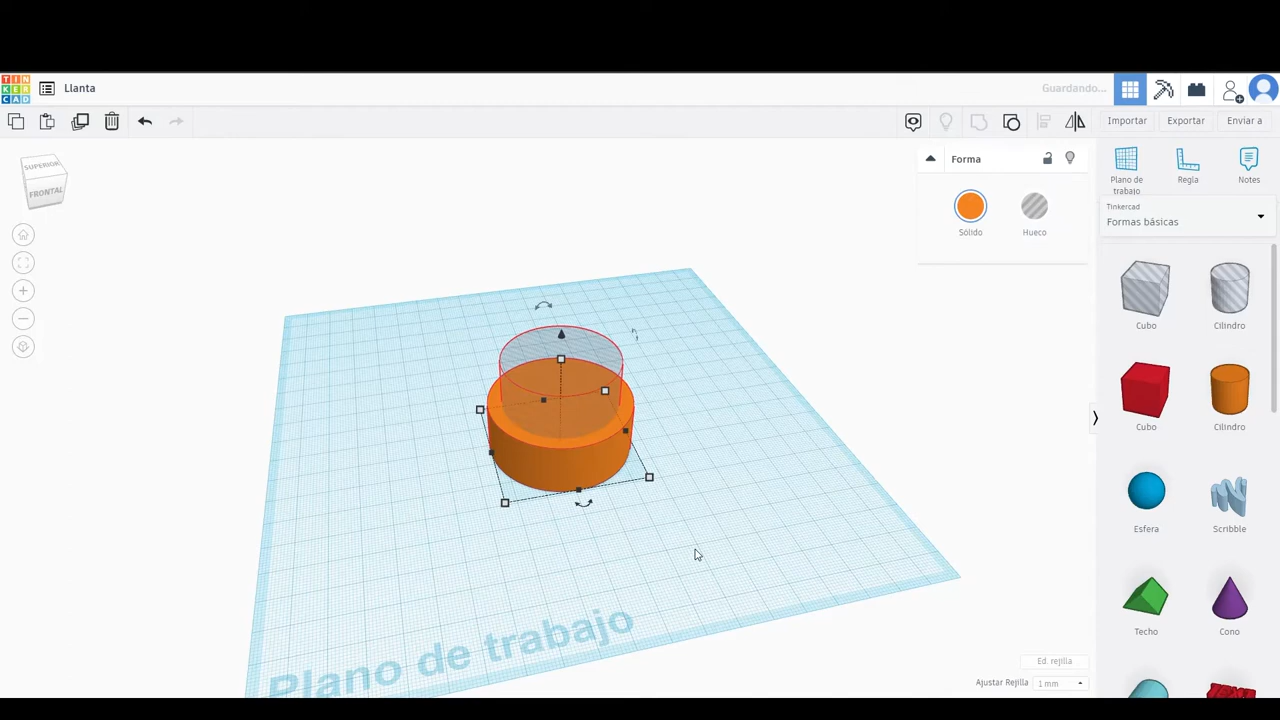 TIN
KER
CAD
Llanta
Guardando...
Importar
Exportar
Enviar a
SUPERIOR
FRONTAL
Forma
Sólido
Hueco
Plano de
trabajo
Regla
Notes
Tinkercad
Formas básicas
Cubo
Cilindro
Cubo
Cilindro
Esfera
Scribble
Techo
Cono
Plano de trabajo
Ed. rejilla
Ajustar Rejilla
1 mm